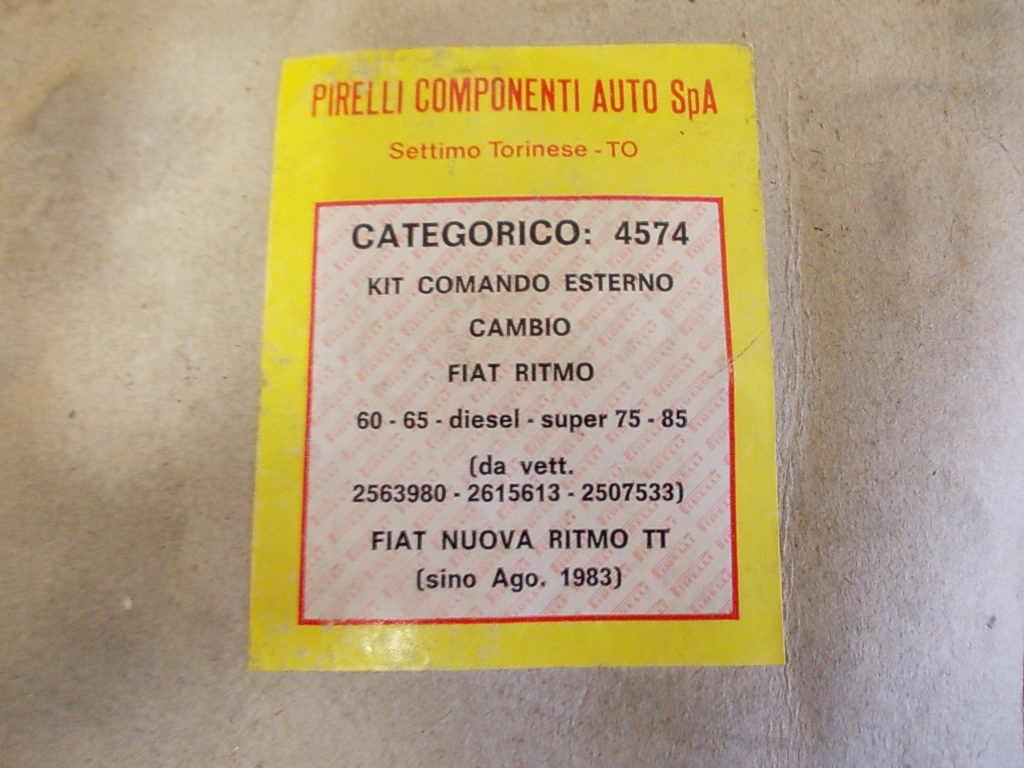 PIRELLI COMPONENTI AUTO SpA
Settimo Torinese - TO
CATEGORICO: 4574
KIT COMANDO ESTERNO
CAMBIO
FIAT RITMO
60 - 65 - diesel - super 75 - 85
(da vett.
2563980 - 2615613 - 2507533)
FIAT NUOVA RITMO TT
(sino Ago. 1983)